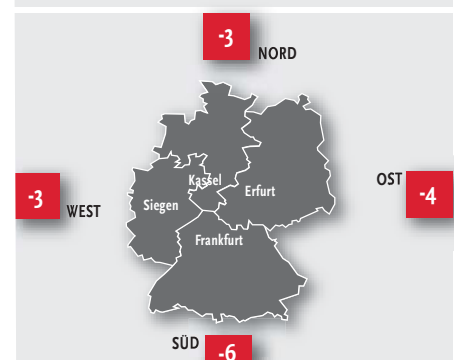 -3
NORD
Kassel
Siegen
Erfurt
-3
WEST
OST
-4
Frankfurt
SÜD
-6